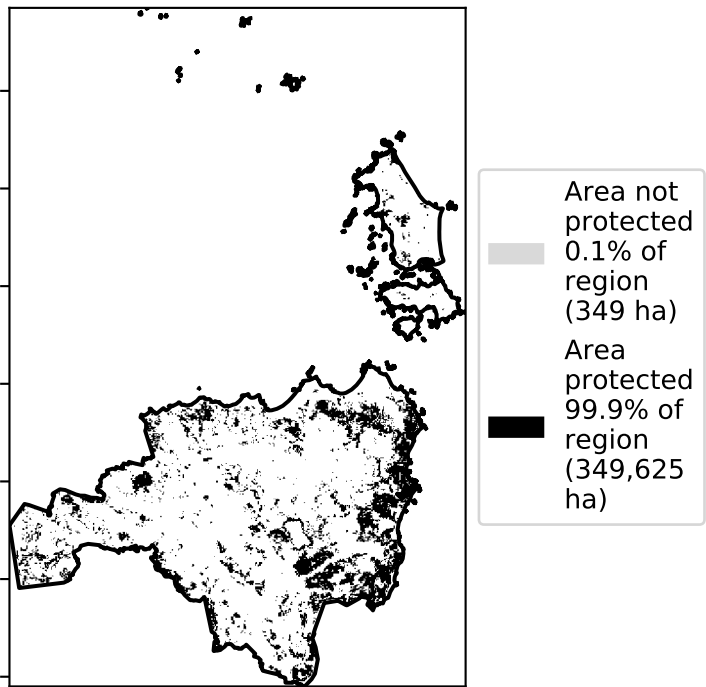 Area not
protected
0.1% of
region
(349 ha)
Area
protected
99.9% of
region
(349,625
ha)